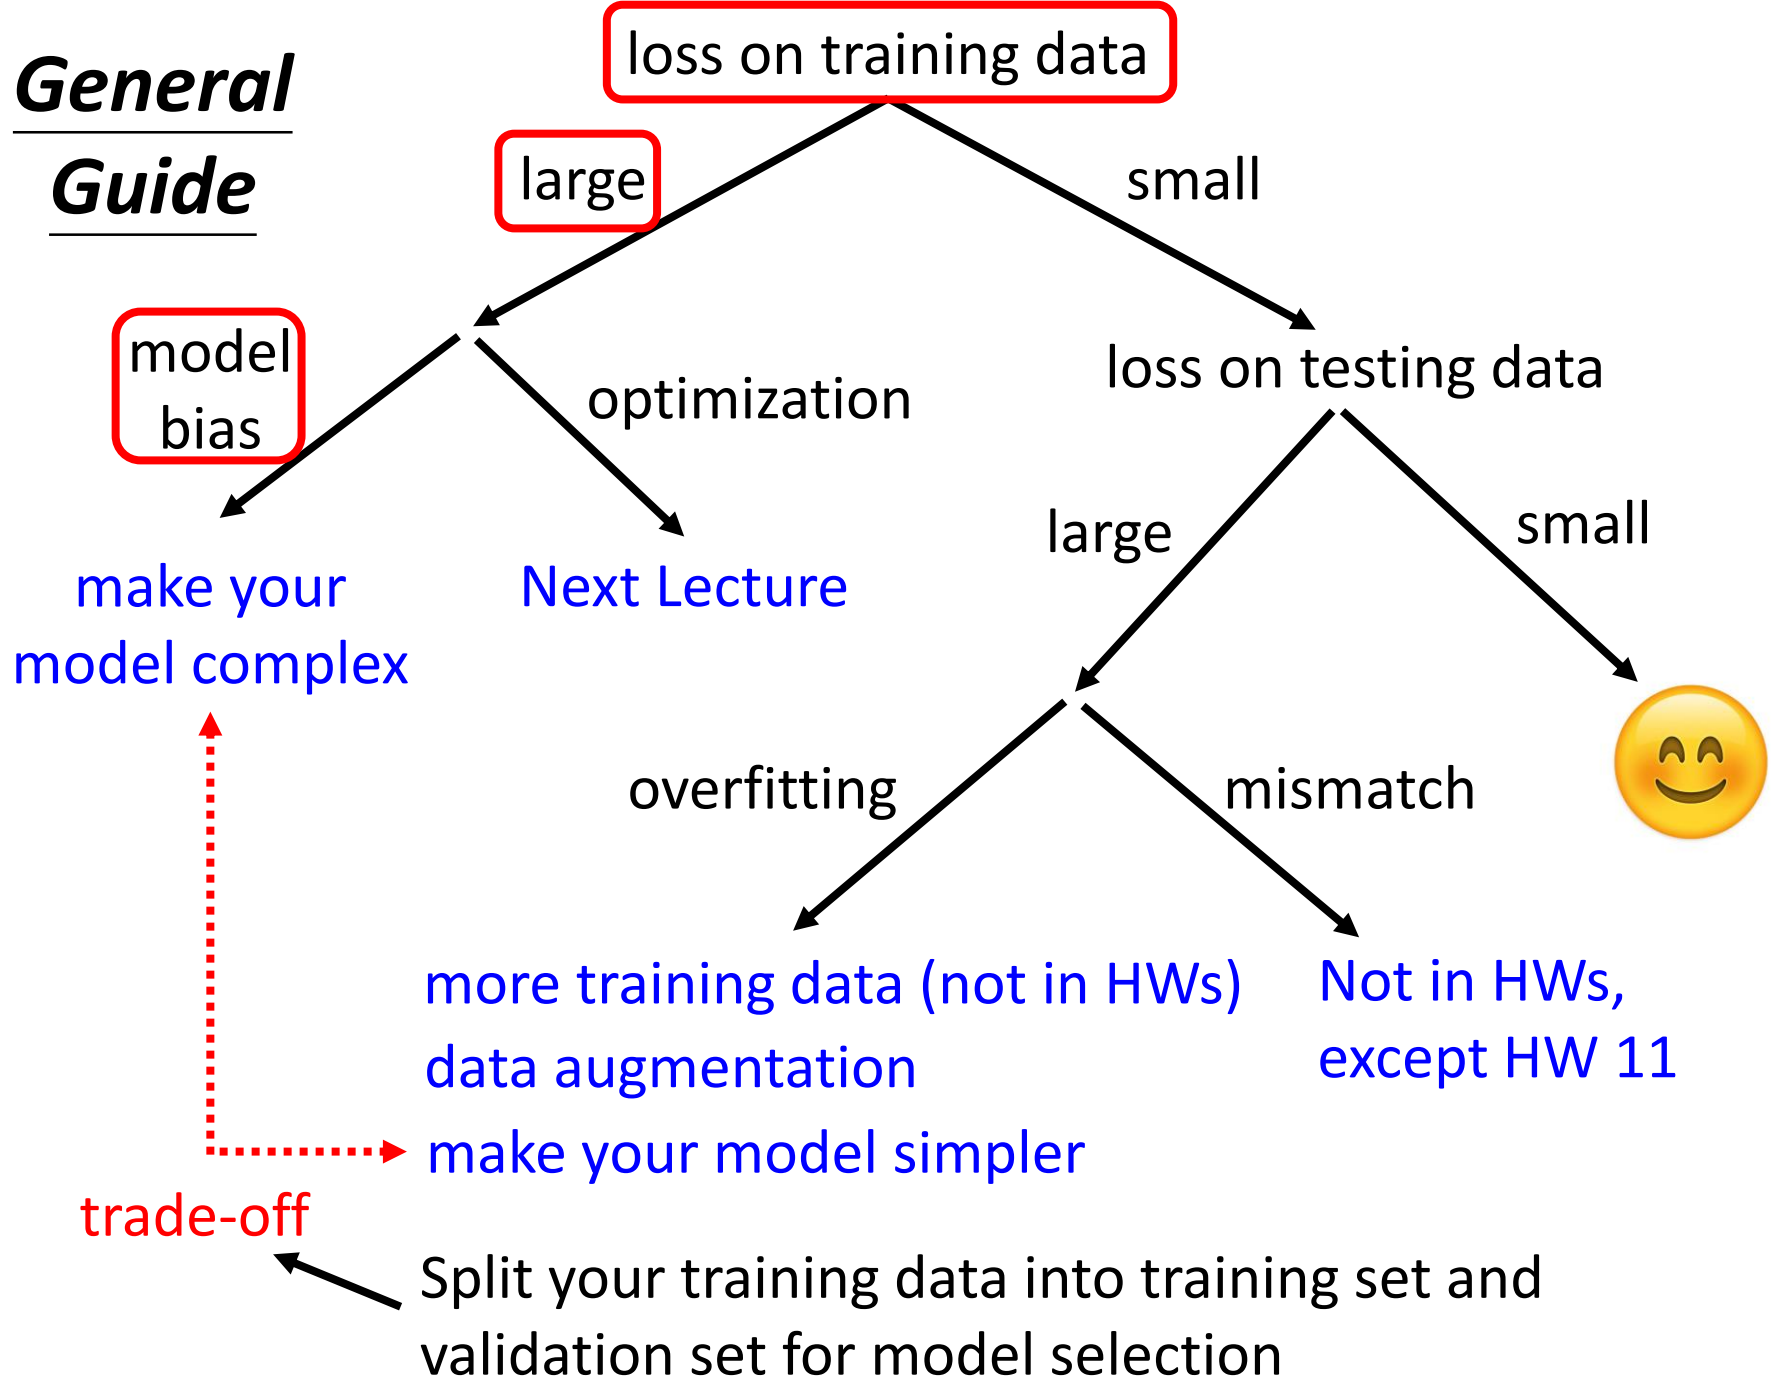 General
Guide
loss on training data
large
small
model
bias
optimization
loss on testing data
make your
model complex
Next Lecture
large
small
overfitting
mismatch
more training data (not in HWs)
data augmentation
make your model simpler
Not in HWs,
except HW 11
trade-off
Split your training data into training set and
validation set for model selection